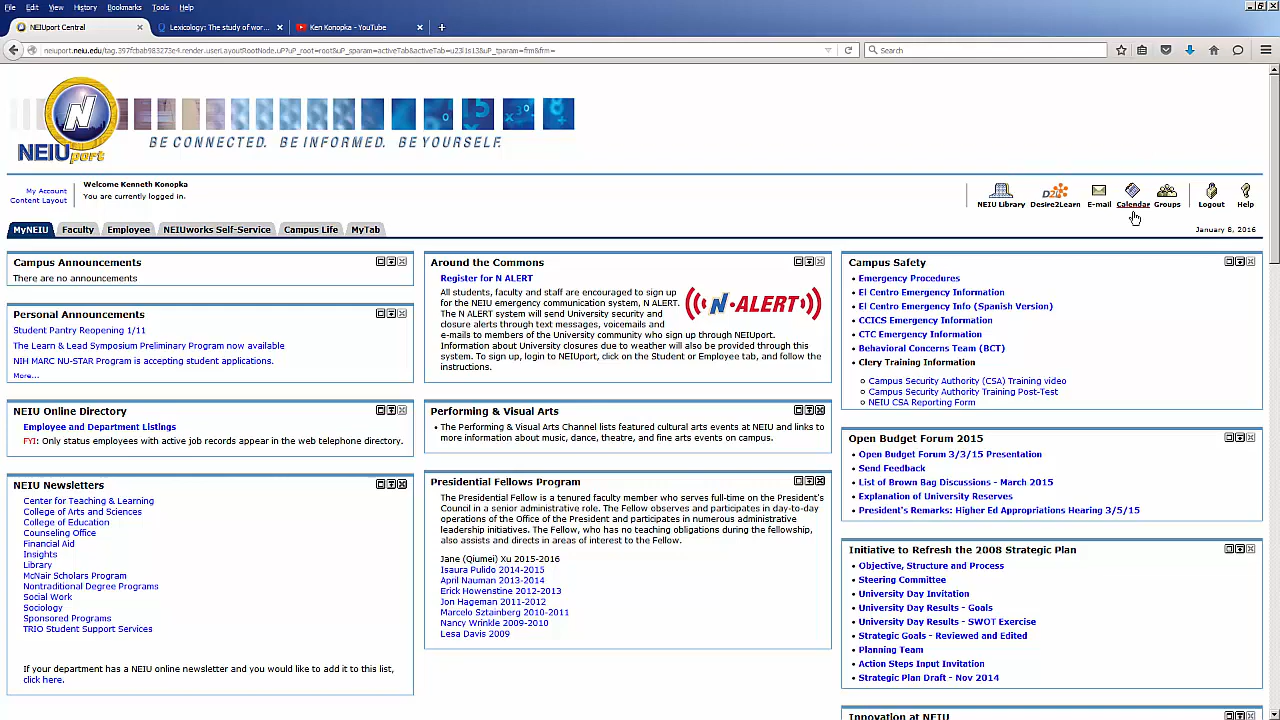 File Edit View History Bookmarks Tools Help
NEIUport Central
Lexicology: The study of wor...
Ken Konopka - YouTube
Search
N
NEIUport
BE CONNECTED. BE INFORMED. BE YOURSELF.
My Account
Content Layout
Welcome Kenneth Konopka
You are currently logged in.
D2L
NEIU Library Desire2Learn E-mail Calendar Groups Logout Help
MyNEIU Faculty Employee NEIUworks Self-Service Campus Life MyTab
January 6, 2016
Campus Announcements
There are no announcements
Personal Announcements
Student Pantry Reopening 1/11
The Learn & Lead Symposium Preliminary Program now available
NIH MARC NU-STAR Program is accepting student applications.
More...
NEIU Online Directory
Employee and Department Listings
FYI: Only status employees with active job records appear in the web telephone directory.
NEIU Newsletters
Center for Teaching & Learning
College of Arts and Sciences
College of Education
Counseling Office
Financial Aid
Insights
Library
McNair Scholars Program
Nontraditional Degree Programs
Social Work
Sociology
Sponsored Programs
TRIO Student Support Services
If your department has a NEIU online newsletter and you would like to add it to this list,
click here.
Around the Commons
Register for N ALERT
All students, faculty and staff are encouraged to sign up
for the NEIU emergency communication system, N ALERT.
The N ALERT system will send University security and
closure alerts through text messages, voicemails and
e-mails to members of the University community who sign up through NEIUport.
Information about University closures due to weather will also be provided through this
system. To sign up, login to NEIUport, click on the Student or Employee tab, and follow the
instructions.
N-ALERT
Performing & Visual Arts
• The Performing & Visual Arts Channel lists featured cultural arts events at NEIU and links to
more information about music, dance, theatre, and fine arts events on campus.
Presidential Fellows Program
The Presidential Fellow is a tenured faculty member who serves full-time on the President's
Council in a senior administrative role. The Fellow observes and participates in day-to-day
operations of the Office of the President and participates in numerous administrative
leadership initiatives. The Fellow, who has no teaching obligations during the fellowship,
also assists and directs in areas of interest to the Fellow.
Jane (Qiumei) Xu 2015-2016
Isaura Pulido 2014-2015
April Nauman 2013-2014
Erick Howenstine 2012-2013
Jon Hageman 2011-2012
Marcelo Sztainberg 2010-2011
Nancy Wrinkle 2009-2010
Lesa Davis 2009
Campus Safety
• Emergency Procedures
• El Centro Emergency Information
• El Centro Emergency Info (Spanish Version)
• CCICS Emergency Information
• CTC Emergency Information
• Behavioral Concerns Team (BCT)
• Clery Training Information
Campus Security Authority (CSA) Training video
Campus Security Authority Training Post-Test
NEIU CSA Reporting Form
Open Budget Forum 2015
• Open Budget Forum 3/3/15 Presentation
• Send Feedback
• List of Brown Bag Discussions - March 2015
• Explanation of University Reserves
• President's Remarks: Higher Ed Appropriations Hearing 3/5/15
Initiative to Refresh the 2008 Strategic Plan
• Objective, Structure and Process
• Steering Committee
• University Day Invitation
• University Day Results - Goals
• University Day Results - SWOT Exercise
• Strategic Goals - Reviewed and Edited
• Planning Team
• Action Steps Input Invitation
• Strategic Plan Draft - Nov 2014
Innovation at NEIU